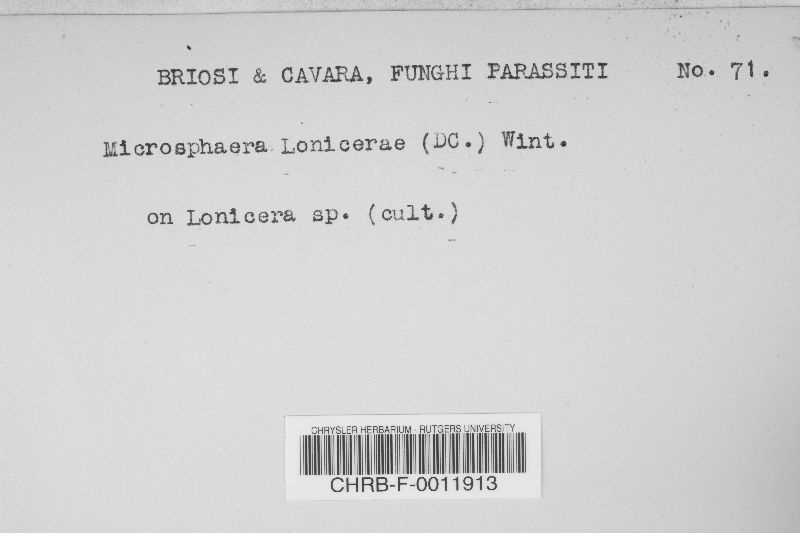 BRIOSI & CAVARA, FUNGHI PARASSITI No. 71.
Microsphaera Lonicerae (DC.) Wint.
on Lonicera sp. (cult.)
CHRYSLER HERBARIUM - RUTGERS UNIVERSITY
CHRB-F-0011913